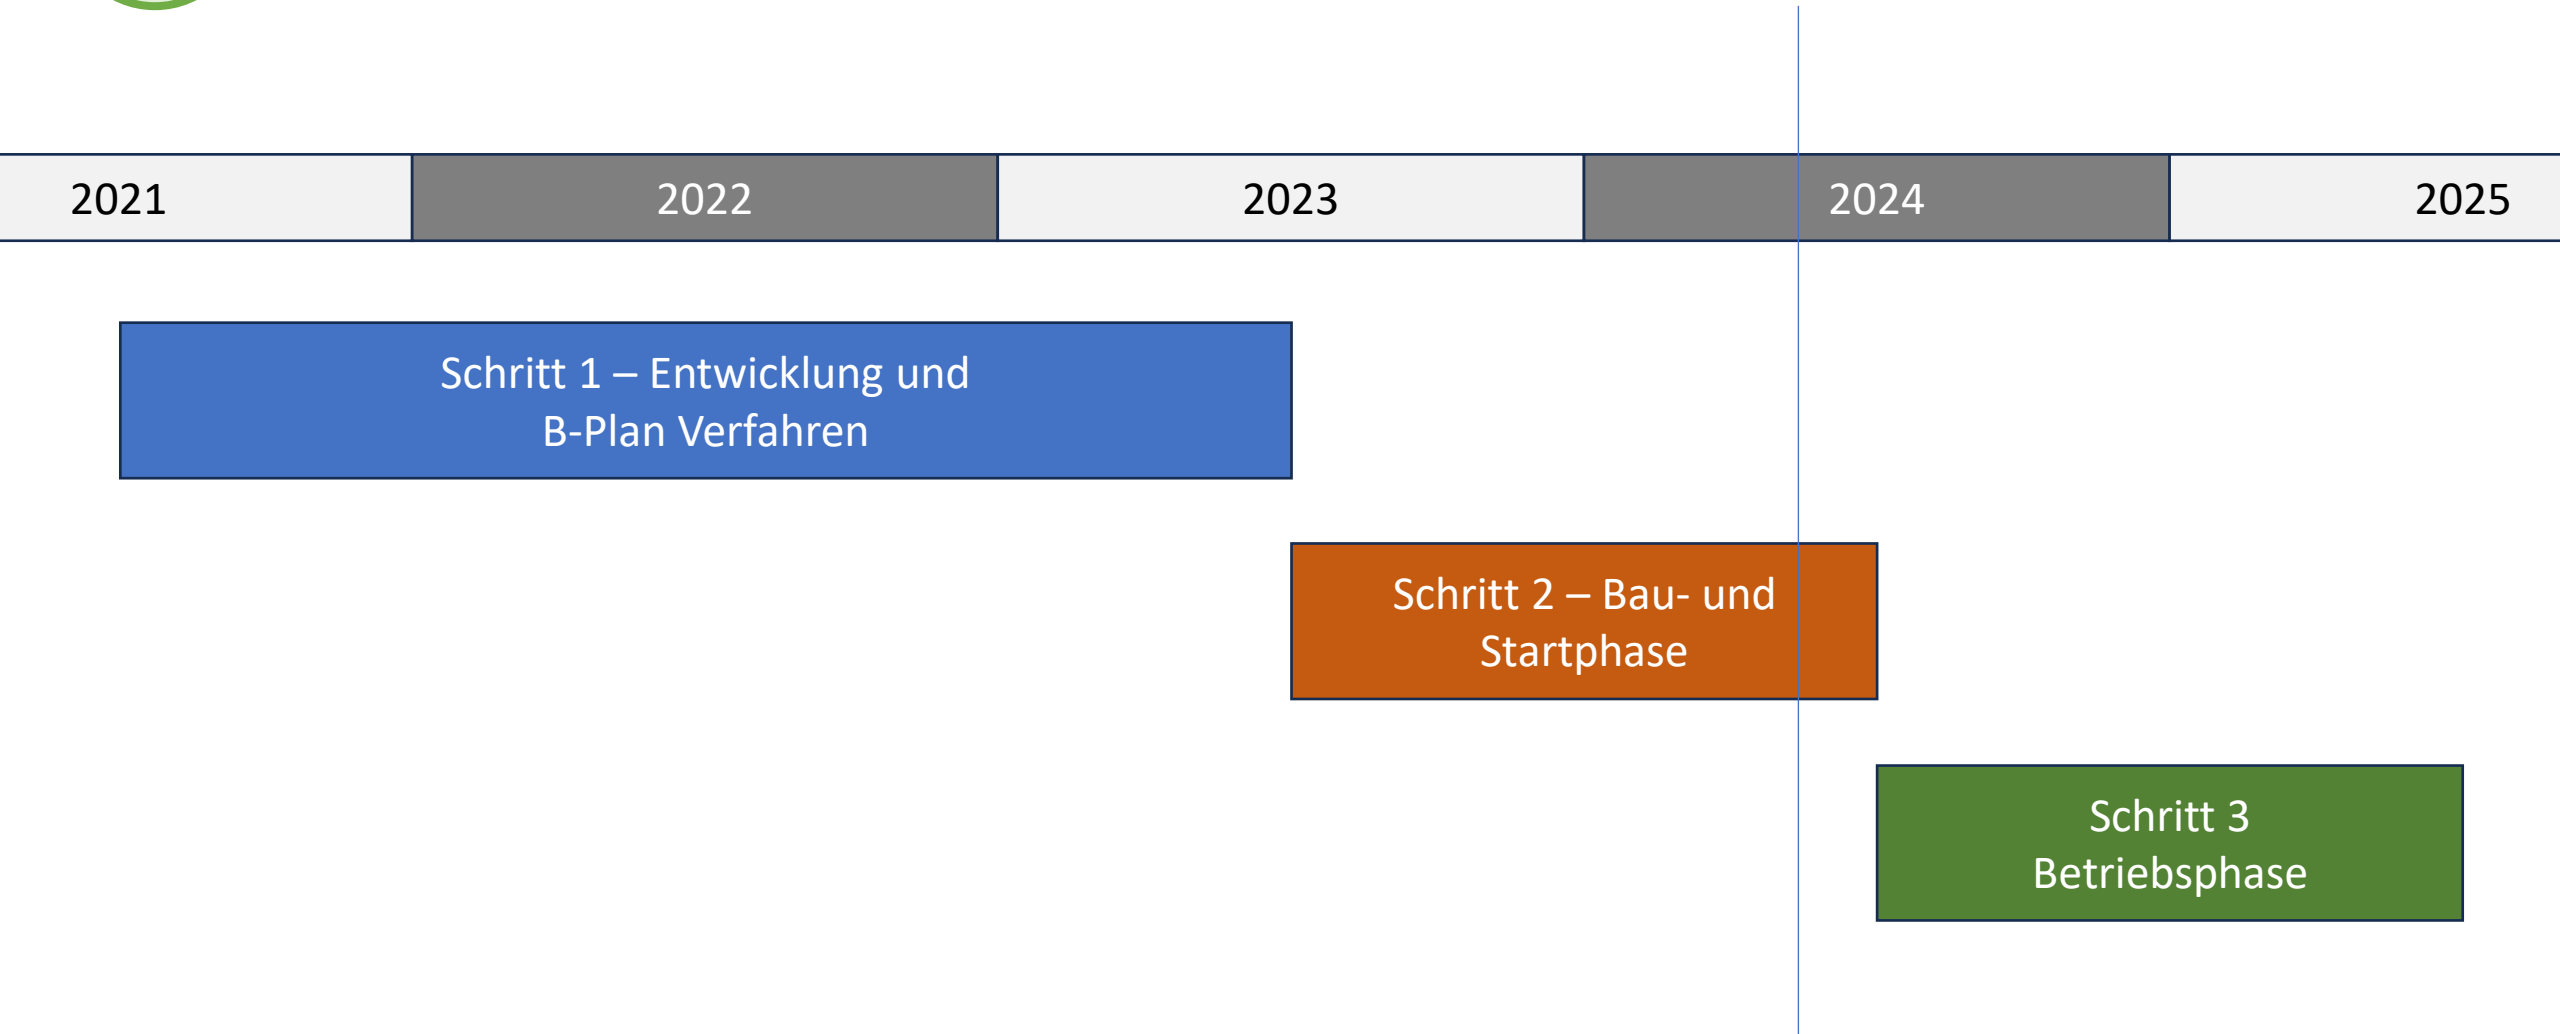 2021 2022 2023 2024 2025
Schritt 1 – Entwicklung und
B-Plan Verfahren
Schritt 2 – Bau- und
Startphase
Schritt 3
Betriebsphase